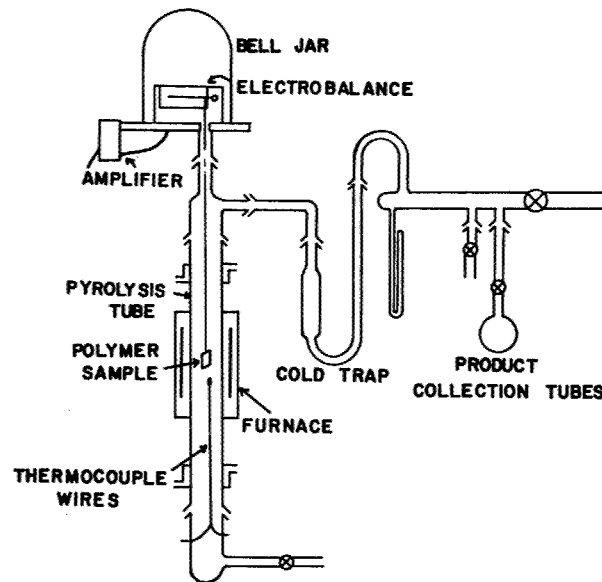 BELL JAR
ELECTROBALANCE
AMPLIFIER
PYROLYSIS
TUBE
POLYMER
SAMPLE
COLD TRAP
PRODUCT
COLLECTION TUBES
FURNACE
THERMOCOUPLE
WIRES